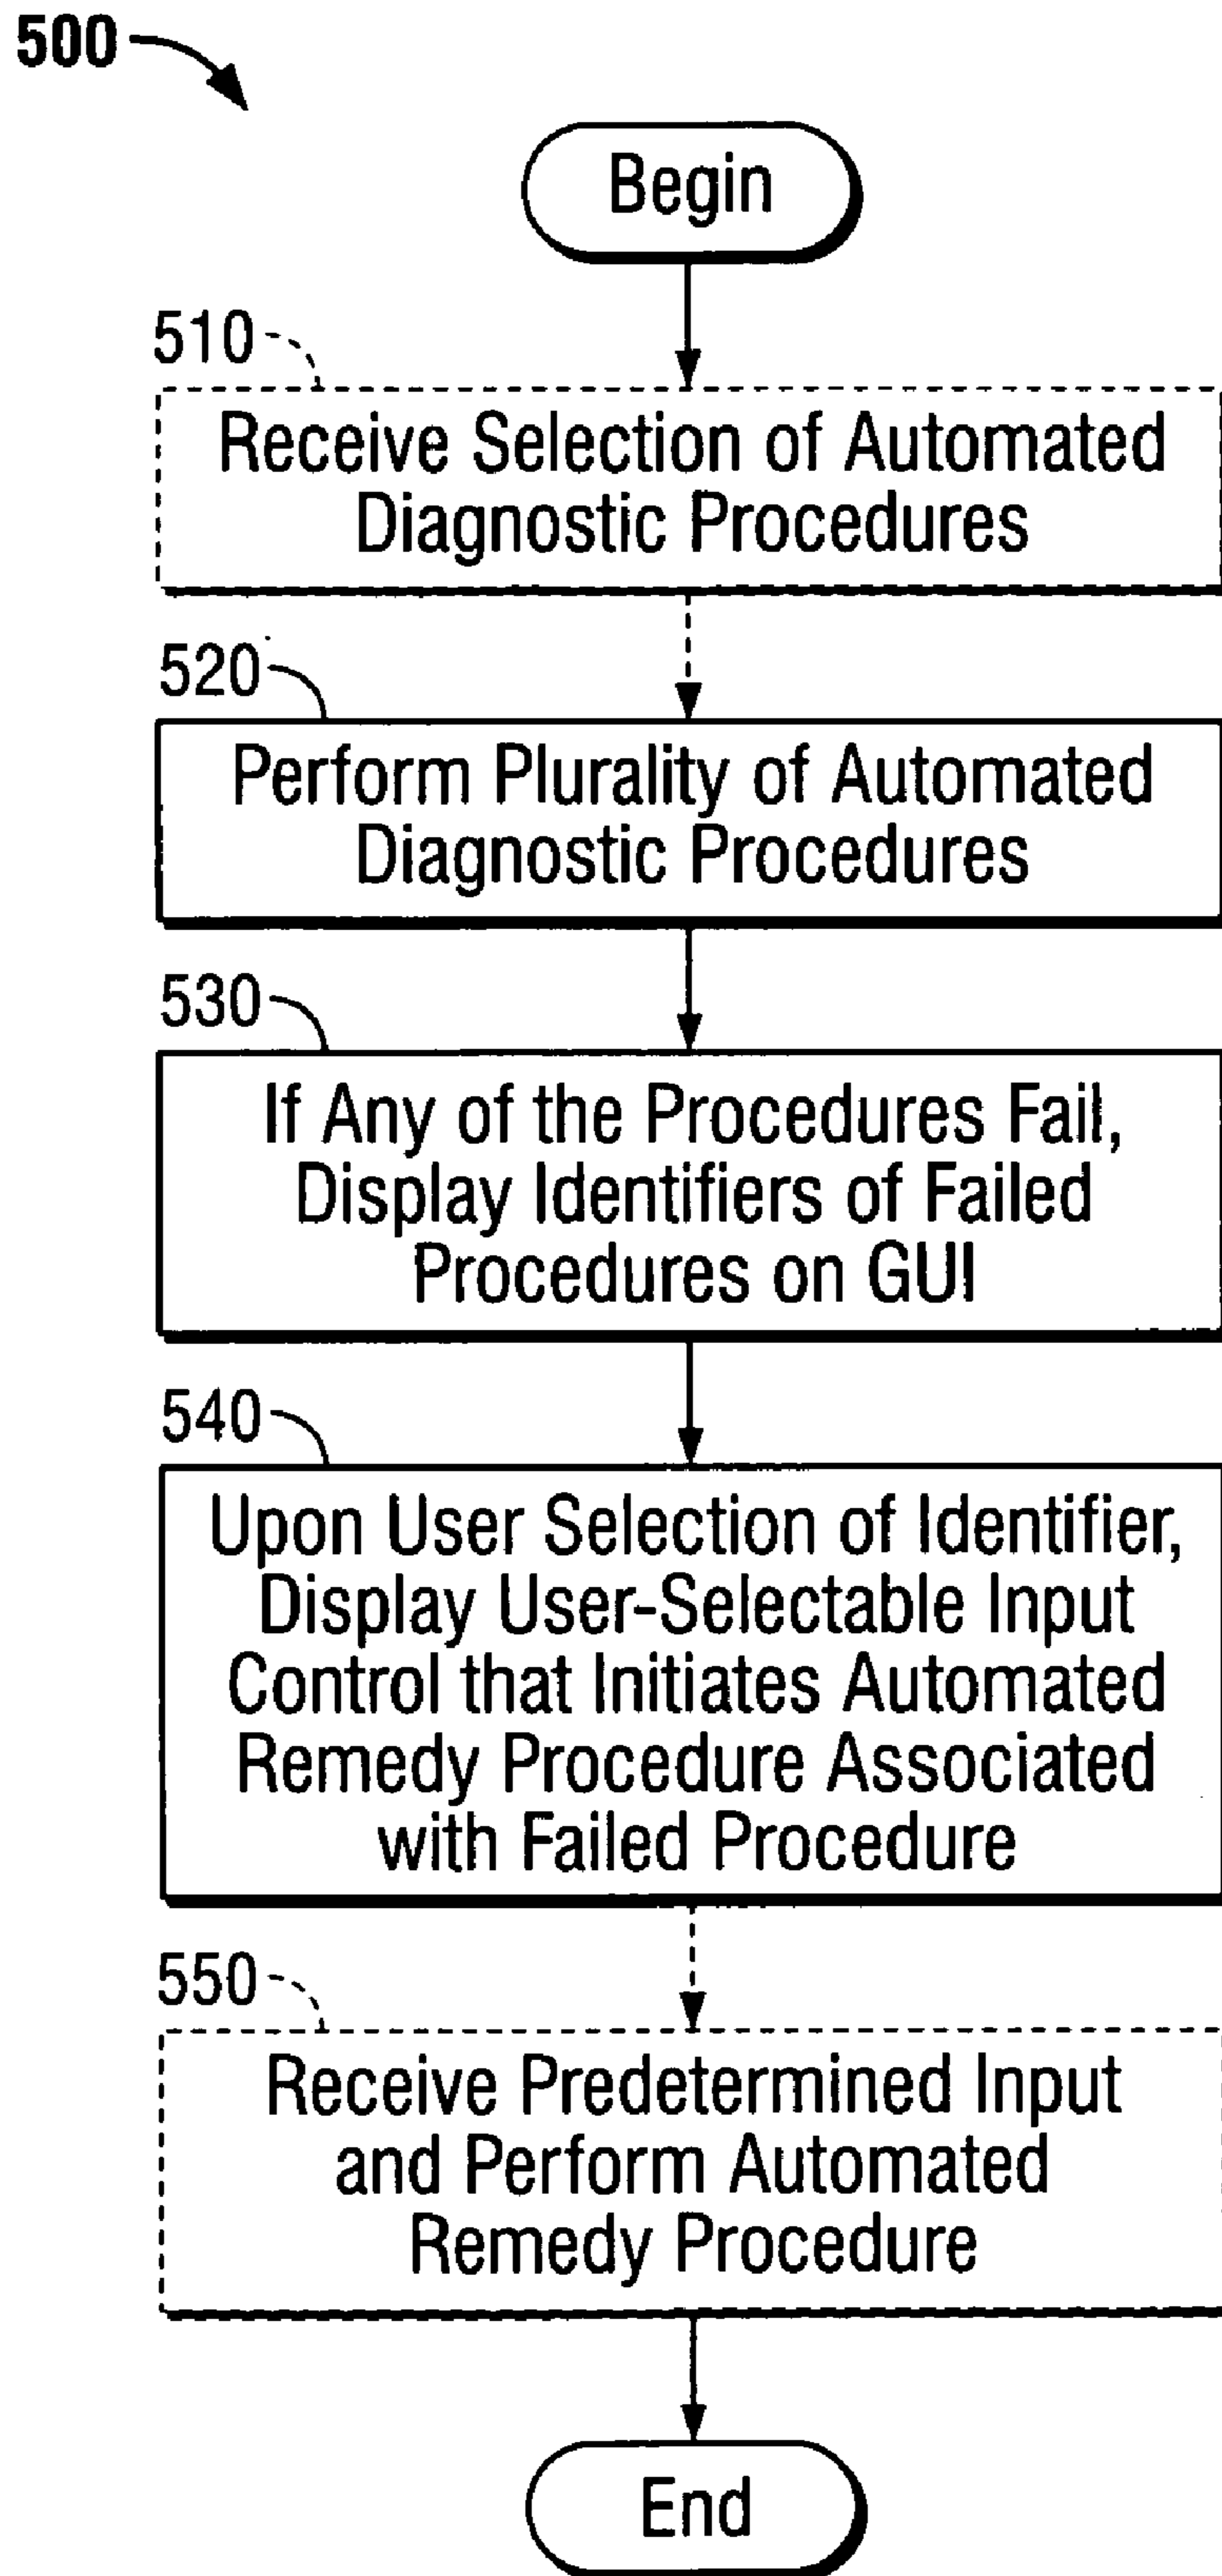 500
Begin
510
Receive Selection of Automated
Diagnostic Procedures
520
Perform Plurality of Automated
Diagnostic Procedures
530
If Any of the Procedures Fail,
Display Identifiers of Failed
Procedures on GUI
540
Upon User Selection of Identifier,
Display User-Selectable Input
Control that Initiates Automated
Remedy Procedure Associated
with Failed Procedure
550
Receive Predetermined Input
and Perform Automated
Remedy Procedure
End